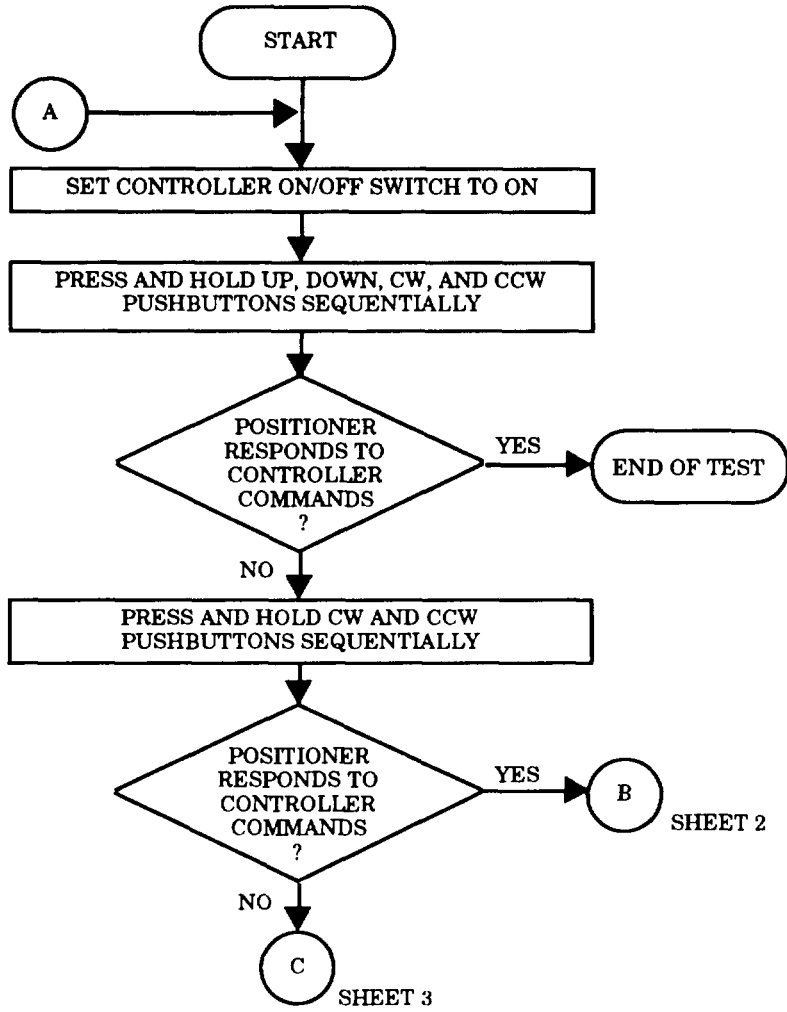 START
A
SET CONTROLLER ON/OFF SWITCH TO ON
PRESS AND HOLD UP, DOWN, CW, AND CCW
PUSHBUTTONS SEQUENTIALLY
POSITIONER
RESPONDS TO
CONTROLLER
COMMANDS
?
YES
END OF TEST
NO
PRESS AND HOLD CW AND CCW
PUSHBUTTONS SEQUENTIALLY
POSITIONER
RESPONDS TO
CONTROLLER
COMMANDS
?
YES
B
SHEET 2
NO
C
SHEET 3